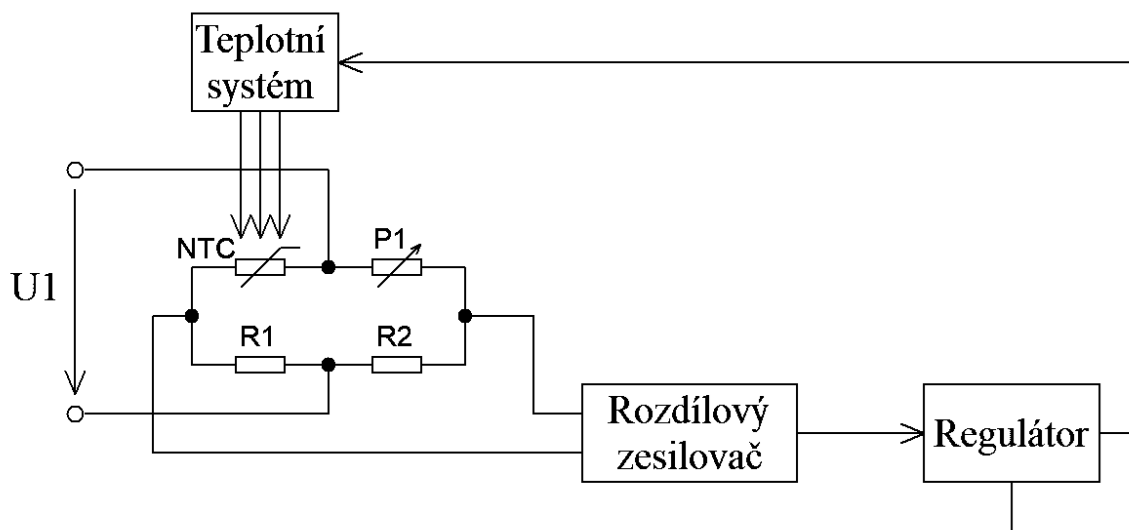 Teplotní
systém
NTC
P1
U1
R1
R2
Rozdílový
zesilovač
Regulátor